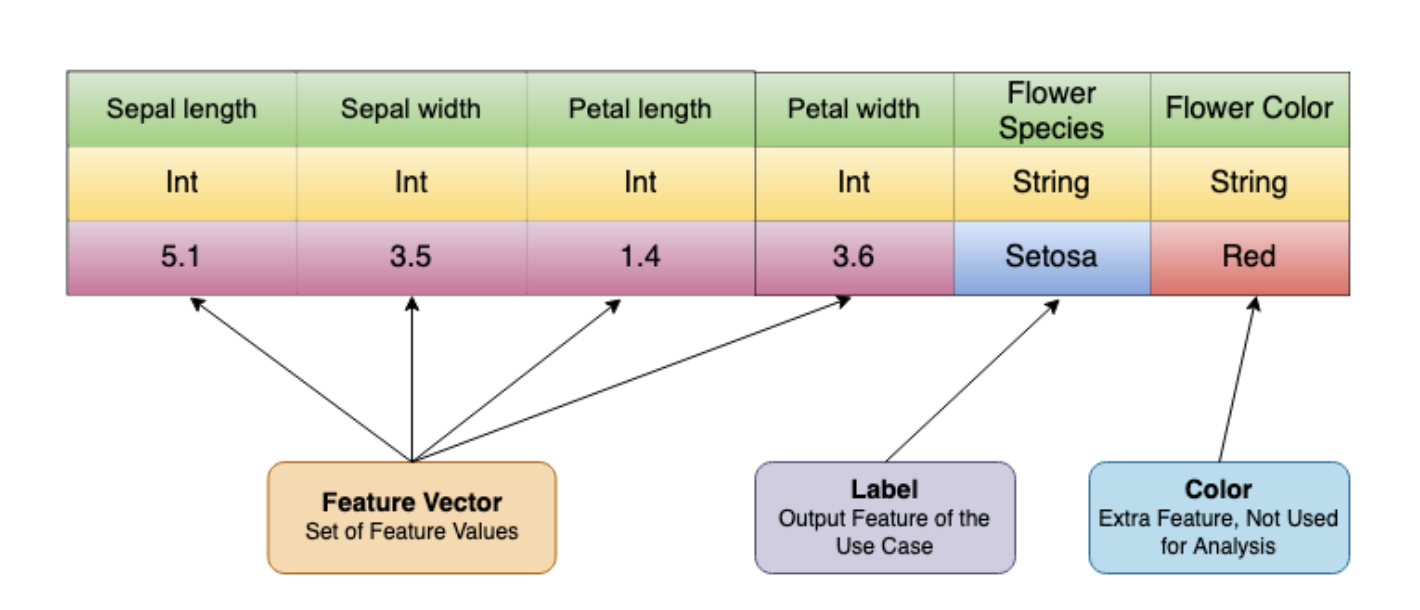 Sepal length
Sepal width
Petal length
Petal width
Flower
Species
Flower Color
Int
Int
Int
Int
String
String
5.1
3.5
1.4
3.6
Setosa
Red
Feature Vector
Set of Feature Values
Label
Output Feature of the
Use Case
Color
Extra Feature, Not Used
for Analysis